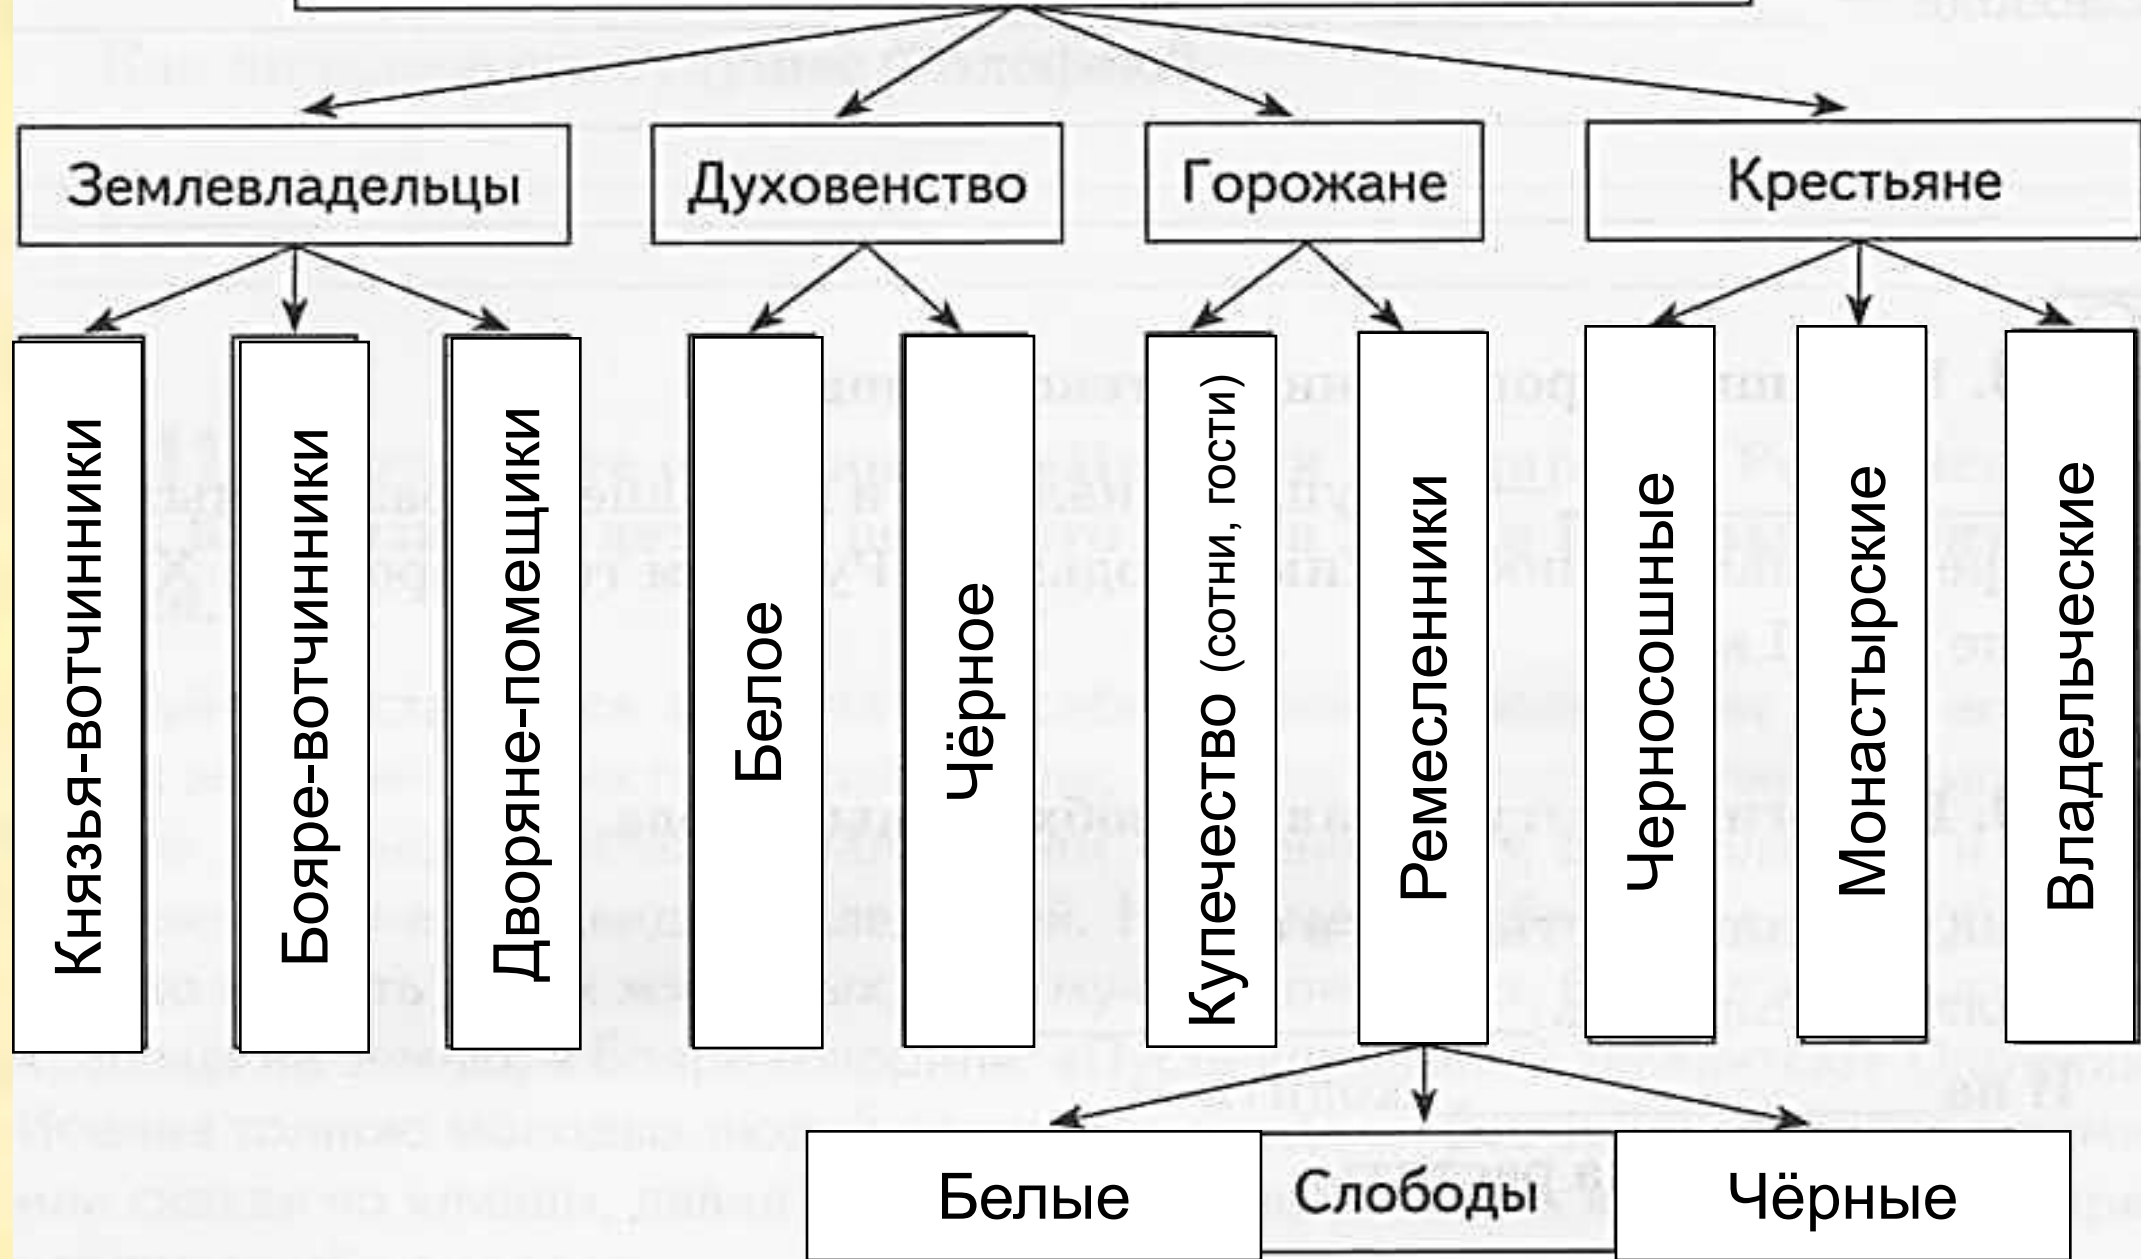 Землевладельцы
Духовенство
Горожане
Крестьяне
Князья-вотчинники
Бояре-вотчинники
Дворяне-помещики
Белое
Чёрное
Купечество (сотни, гости)
Ремесленники
Черносошные
Монастырские
Владельческие
Белые
Слободы
Чёрные